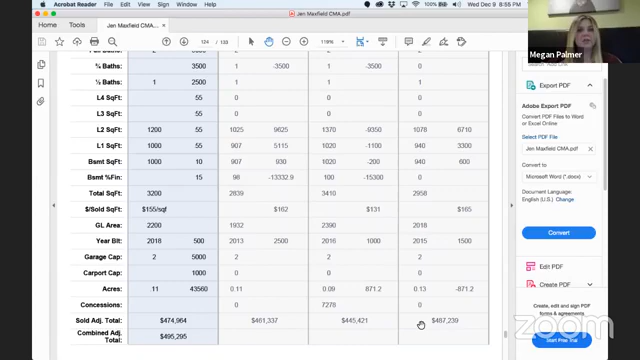 Acrobat Reader File Edit View Window Help
100% Wed Dec 9 8:55 PM
Jen Maxfield CMA.pdf
Home Tools Jen Maxfield CMA.pdf ×
124 / 133 119%
¾ Baths: 3500 1 -3500 1 -3500 0
½ Baths: 1 2500 1 1 1
L4 SqFt: 55 0 0 0
L3 SqFt: 55 0 0 0
L2 SqFt: 1200 55 1025 9625 1370 -9350 1078 6710
L1 SqFt: 1000 55 907 5115 1020 -1100 940 3300
Bsmt SqFt: 1000 10 907 930 1020 -200 940 600
Bsmt %Fin: 15 98 -13332.9 100 -15300 0
Total SqFt: 3200 2839 3410 2958
$/Sold SqFt: $155/sqf $162 $131 $165
GL Area: 2200 1932 2390 2018
Year Blt: 2018 500 2013 2500 2016 1000 2015 1500
Garage Cap: 2 5000 2 2 2
Carport Cap: 1000 0 0 0
Acres: .11 43560 0.11 0.09 871.2 0.13 -871.2
Concessions: 0 7278 0
Sold Adj. Total: $474,964 $461,337 $445,421 $487,239
Combined Adj. Total: $495,295
Megan Palmer
Export PDF
Adobe Export PDF
Convert PDF Files to Word or Excel Online
Select PDF File
Jen Maxfield CMA.pdf ×
Convert to
Microsoft Word (*.docx)
Document Language:
English (U.S.) Change
Convert
Edit PDF
Create PDF
Create, edit and sign PDF forms & agreements
Start Free Trial
zoom